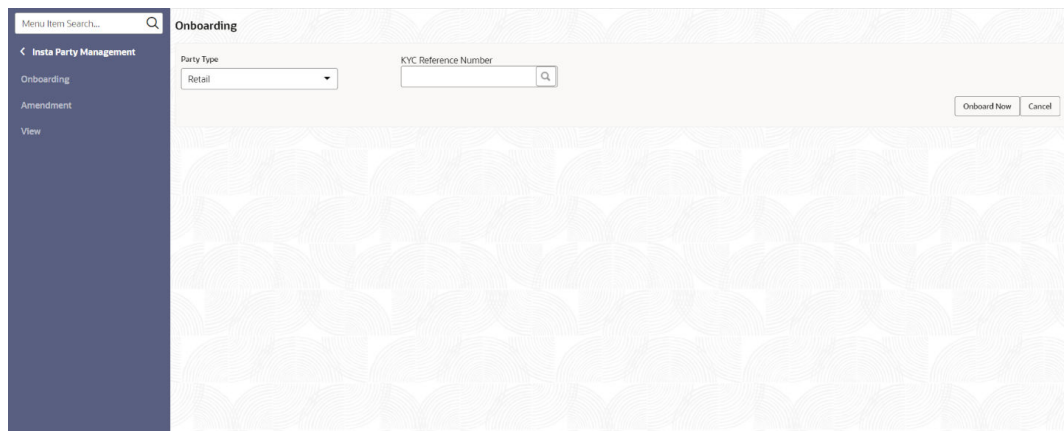 Menu Item Search...
Insta Party Management
Onboarding
Amendment
View
Onboarding
Party Type
KYC Reference Number
Retail
Onboard Now
Cancel